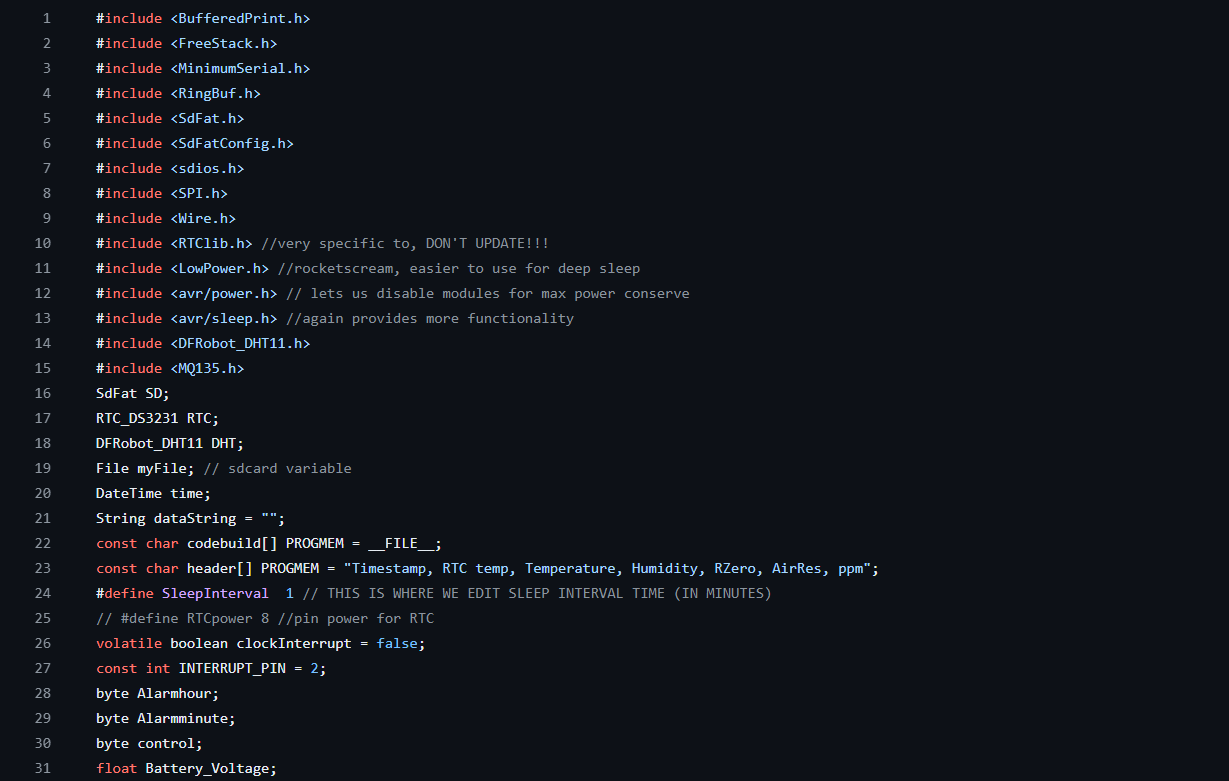 1 #include <BufferedPrint.h>
2 #include <FreeStack.h>
3 #include <MinimumSerial.h>
4 #include <RingBuf.h>
5 #include <SdFat.h>
6 #include <SdFatConfig.h>
7 #include <sdios.h>
8 #include <SPI.h>
9 #include <Wire.h>
10 #include <RTClib.h> //very specific to, DON'T UPDATE!!!
11 #include <LowPower.h> //rocketscream, easier to use for deep sleep
12 #include <avr/power.h> // lets us disable modules for max power conserve
13 #include <avr/sleep.h> //again provides more functionality
14 #include <DFRobot_DHT11.h>
15 #include <MQ135.h>
16 SdFat SD;
17 RTC_DS3231 RTC;
18 DFRobot_DHT11 DHT;
19 File myFile; // sdcard variable
20 DateTime time;
21 String dataString = "";
22 const char codebuild[] PROGMEM = __FILE__;
23 const char header[] PROGMEM = "Timestamp, RTC temp, Temperature, Humidity, RZero, AirRes, ppm";
24 #define SleepInterval  1 // THIS IS WHERE WE EDIT SLEEP INTERVAL TIME (IN MINUTES)
25 // #define RTCpower 8 //pin power for RTC
26 volatile boolean clockInterrupt = false;
27 const int INTERRUPT_PIN = 2;
28 byte Alarmhour;
29 byte Alarmminute;
30 byte control;
31 float Battery_Voltage;